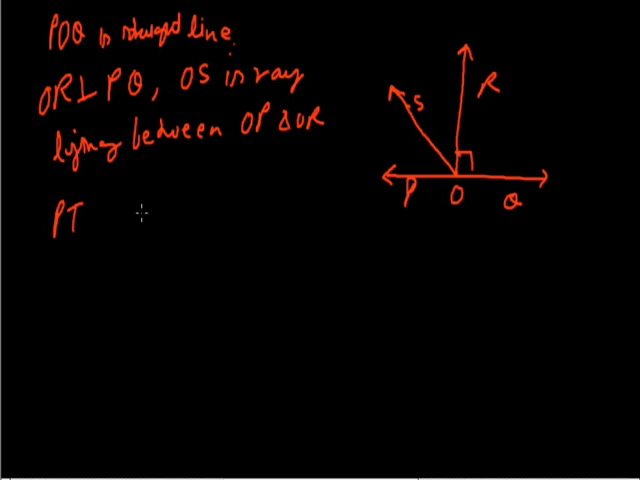 POQ is straight line.
OR⊥PQ, OS is ray
lying between OP & OR
PT
S
R
P O Q